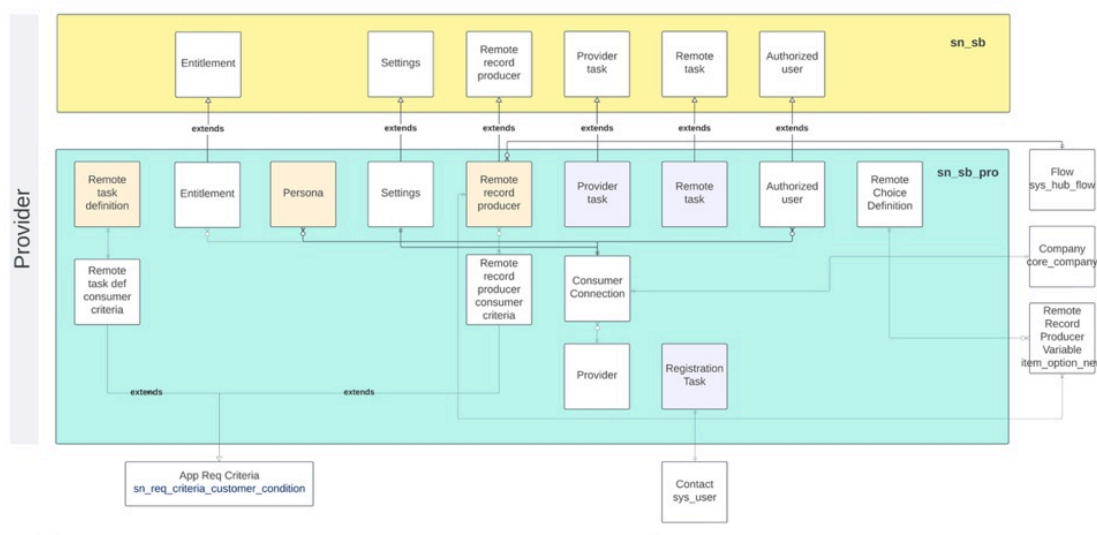 Provider
sn_sb
Entitlement
Settings
Remote
record
producer
Provider
task
Remote
task
Authorized
user
extends
extends
extends
extends
extends
extends
sn_sb_pro
Remote
task
definition
Entitlement
Persona
Settings
Remote
record
producer
Provider
task
Remote
task
Authorized
user
Remote
Choice
Definition
Flow
sys_hub_flow
Company
core_company
Remote
task def
consumer
criteria
Remote
record
producer
consumer
criteria
Consumer
Connection
Remote
Record
Producer
Variable
item_option_ne
Provider
Registration
Task
extends
extends
App Req Criteria
sn_req_criteria_customer_condition
Contact
sys_user